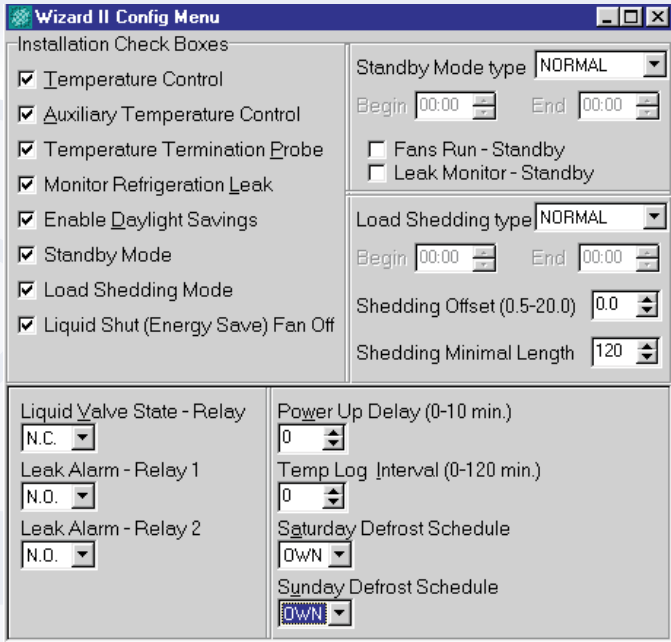 Wizard II Config Menu
Installation Check Boxes
Temperature Control
Auxiliary Temperature Control
Temperature Termination Probe
Monitor Refrigeration Leak
Enable Daylight Savings
Standby Mode
Load Shedding Mode
Liquid Shut (Energy Save) Fan Off
Standby Mode type NORMAL
Begin 00:00 End 00:00
Fans Run - Standby
Leak Monitor - Standby
Load Shedding type NORMAL
Begin 00:00 End 00:00
Shedding Offset (0.5-20.0) 0.0
Shedding Minimal Length 120
Liquid Valve State - Relay
N.C.
Leak Alarm - Relay 1
N.O.
Leak Alarm - Relay 2
N.O.
Power Up Delay (0-10 min.)
0
Temp Log Interval (0-120 min.)
0
Saturday Defrost Schedule
OWN
Sunday Defrost Schedule
OWN